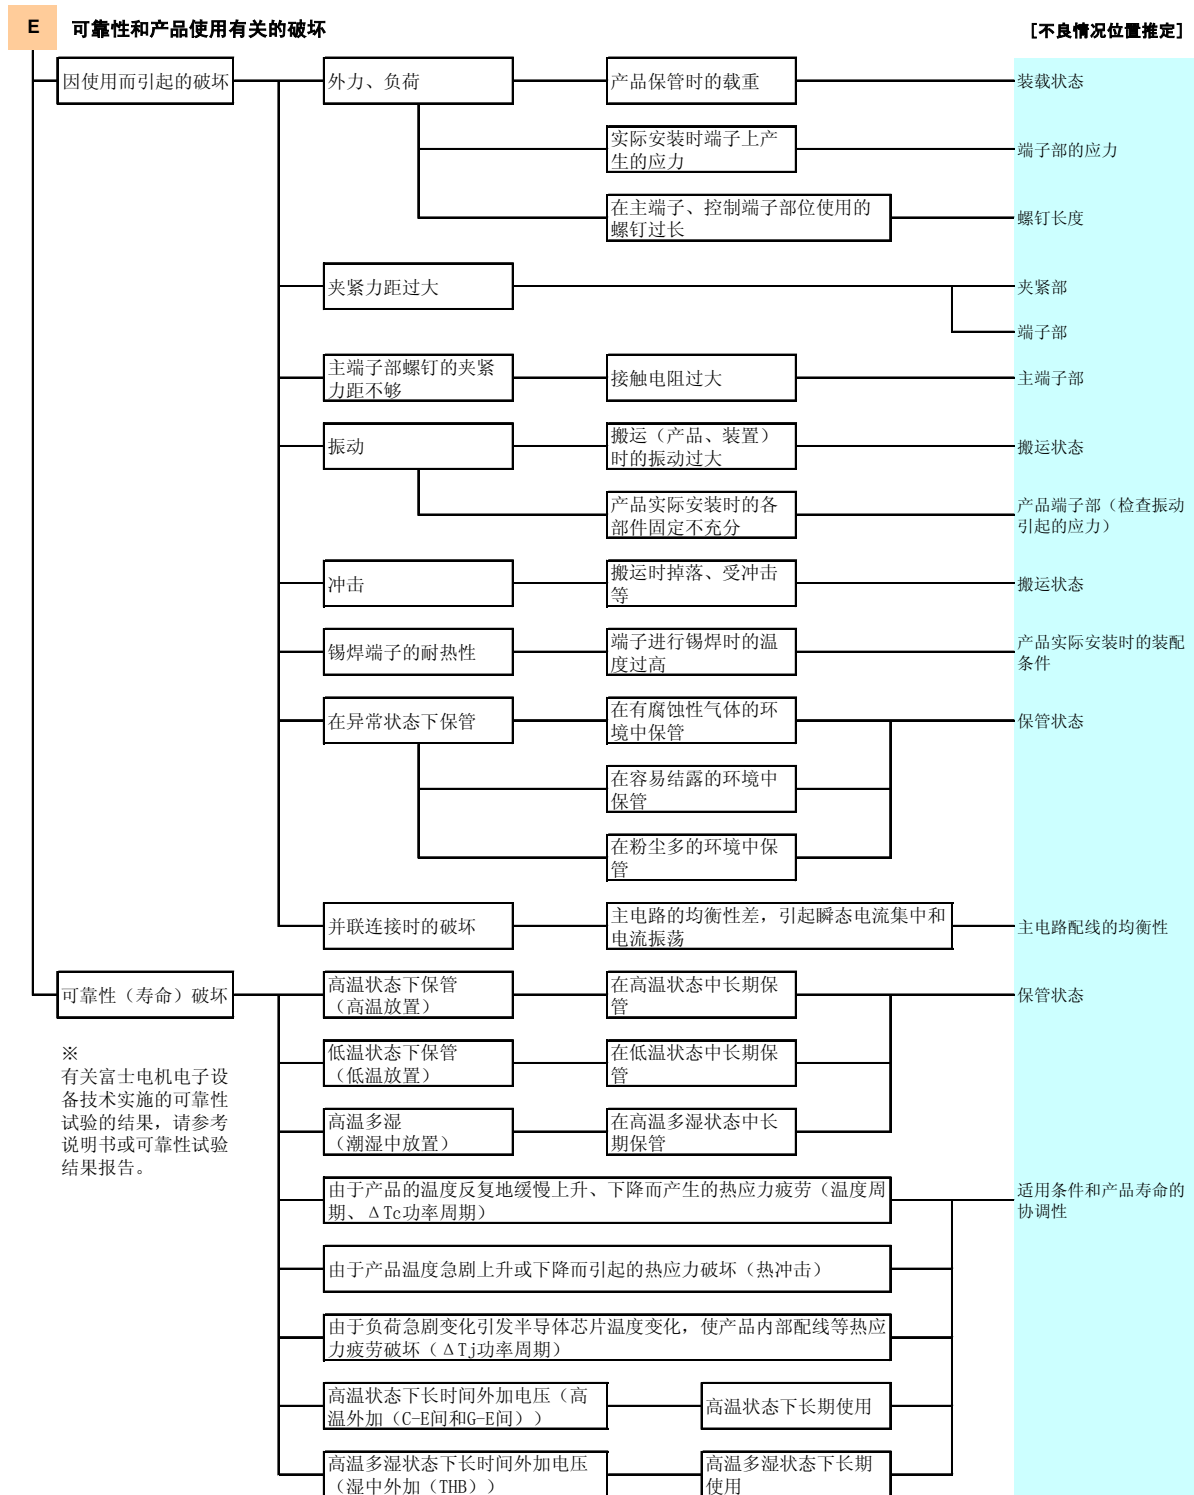 E
可靠性和产品使用有关的破坏
[不良情况位置推定]
因使用而引起的破坏
外力、负荷
产品保管时的载重
装载状态
实际安装时端子上产
生的应力
端子部的应力
在主端子、控制端子部位使用的
螺钉过长
螺钉长度
夹紧力距过大
夹紧部
端子部
主端子部螺钉的夹紧
力距不够
接触电阻过大
主端子部
振动
搬运（产品、装置）
时的振动过大
搬运状态
产品实际安装时的各
部件固定不充分
产品端子部（检查振动
引起的应力）
冲击
搬运时掉落、受冲击
等
搬运状态
锡焊端子的耐热性
端子进行锡焊时的温
度过高
产品实际安装时的装配
条件
在异常状态下保管
在有腐蚀性气体的环
境中保管
保管状态
在容易结露的环境中
保管
在粉尘多的环境中保
管
并联连接时的破坏
主电路的均衡性差，引起瞬态电流集中和
电流振荡
主电路配线的均衡性
可靠性（寿命）破坏
高温状态下保管
（高温放置）
在高温状态中长期保
管
保管状态
※
有关富士电机电子设
备技术实施的可靠性
试验的结果，请参考
说明书或可靠性试验
结果报告。
低温状态下保管
（低温放置）
在低温状态中长期保
管
高温多湿
（潮湿中放置）
在高温多湿状态中长
期保管
由于产品的温度反复地缓慢上升、下降而产生的热应力疲劳（温度周
期、ΔTc功率周期）
适用条件和产品寿命的
协调性
由于产品温度急剧上升或下降而引起的热应力破坏（热冲击）
由于负荷急剧变化引发半导体芯片温度变化，使产品内部配线等热应
力疲劳破坏（ΔTj功率周期）
高温状态下长时间外加电压（高
温外加（C-E间和G-E间））
高温状态下长期使用
高温多湿状态下长时间外加电压
（湿中外加（THB））
高温多湿状态下长期
使用